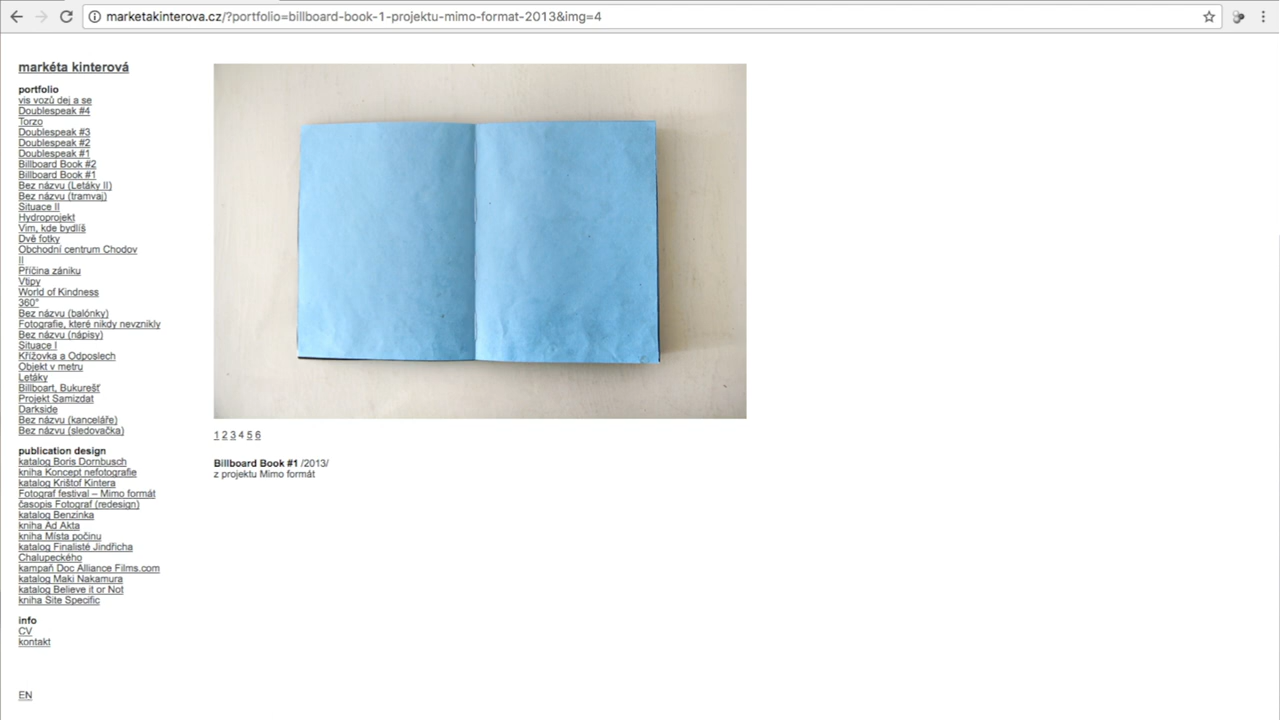 marketakinterova.cz/?portfolio=billboard-book-1-projektu-mimo-format-2013&img=4
markéta kinterová
portfolio
vis vozů dej a se
Doublespeak #4
Torzo
Doublespeak #3
Doublespeak #2
Doublespeak #1
Billboard Book #2
Billboard Book #1
Bez názvu (Letáky II)
Bez názvu (tramvaj)
Situace II
Hydroprojekt
Vím, kde bydlíš
Dvě fotky
Obchodní centrum Chodov
II
Příčina zániku
Vtipy
World of Kindness
360°
Bez názvu (balónky)
Fotografie, které nikdy nevznikly
Bez názvu (nápisy)
Situace I
Křížovka a Odposlech
Objekt v metru
Letáky
Billboart, Bukurešť
Projekt Samizdat
Darkside
Bez názvu (kanceláře)
Bez názvu (sledovačka)
publication design
katalog Boris Dornbusch
kniha Koncept nefotografie
katalog Krištof Kintera
Fotograf festival – Mimo formát
časopis Fotograf (redesign)
katalog Benzinka
kniha Ad Akta
kniha Místa počinu
katalog Finalisté Jindřicha
Chalupeckého
kampaň Doc Alliance Films.com
katalog Maki Nakamura
katalog Believe it or Not
kniha Site Specific
info
CV
kontakt
EN
1 2 3 4 5 6
Billboard Book #1 /2013/
z projektu Mimo formát